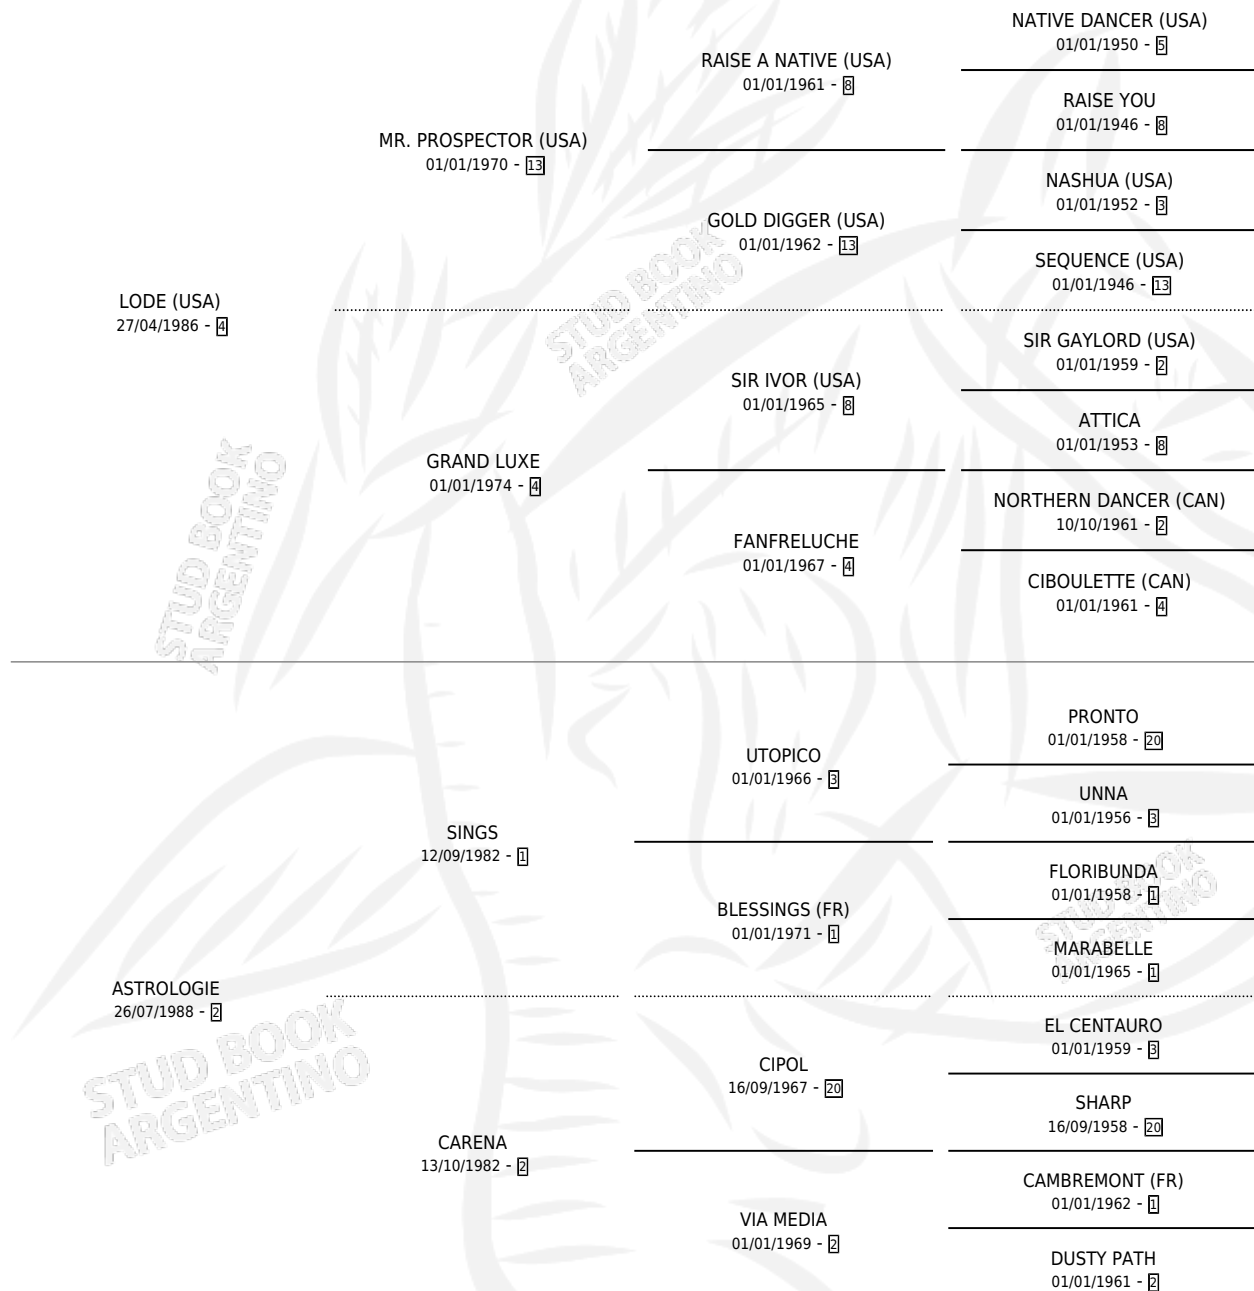 NATIVE DANCER (USA)
01/01/1950 - 5
RAISE A NATIVE (USA)
01/01/1961 - 8
RAISE YOU
01/01/1946 - 8
MR. PROSPECTOR (USA)
01/01/1970 - 13
NASHUA (USA)
01/01/1952 - 3
GOLD DIGGER (USA)
01/01/1962 - 13
SEQUENCE (USA)
01/01/1946 - 13
LODE (USA)
27/04/1986 - 4
SIR GAYLORD (USA)
01/01/1959 - 2
SIR IVOR (USA)
01/01/1965 - 8
ATTICA
01/01/1953 - 8
GRAND LUXE
01/01/1974 - 4
NORTHERN DANCER (CAN)
10/10/1961 - 2
FANFRELUCHE
01/01/1967 - 4
CIBOULETTE (CAN)
01/01/1961 - 4
PRONTO
01/01/1958 - 20
UTOPICO
01/01/1966 - 3
UNNA
01/01/1956 - 3
SINGS
12/09/1982 - 1
FLORIBUNDA
01/01/1958 - 1
BLESSINGS (FR)
01/01/1971 - 1
MARABELLE
01/01/1965 - 1
ASTROLOGIE
26/07/1988 - 2
EL CENTAURO
01/01/1959 - 3
CIPOL
16/09/1967 - 20
SHARP
16/09/1958 - 20
CARENA
13/10/1982 - 2
CAMBREMONT (FR)
01/01/1962 - 1
VIA MEDIA
01/01/1969 - 2
DUSTY PATH
01/01/1961 - 2
STUD BOOK
ARGENTINO
STUD BOOK
ARGENTINO
STUD BOOK
ARGENTINO
STUD BOOK
ARGENTINO